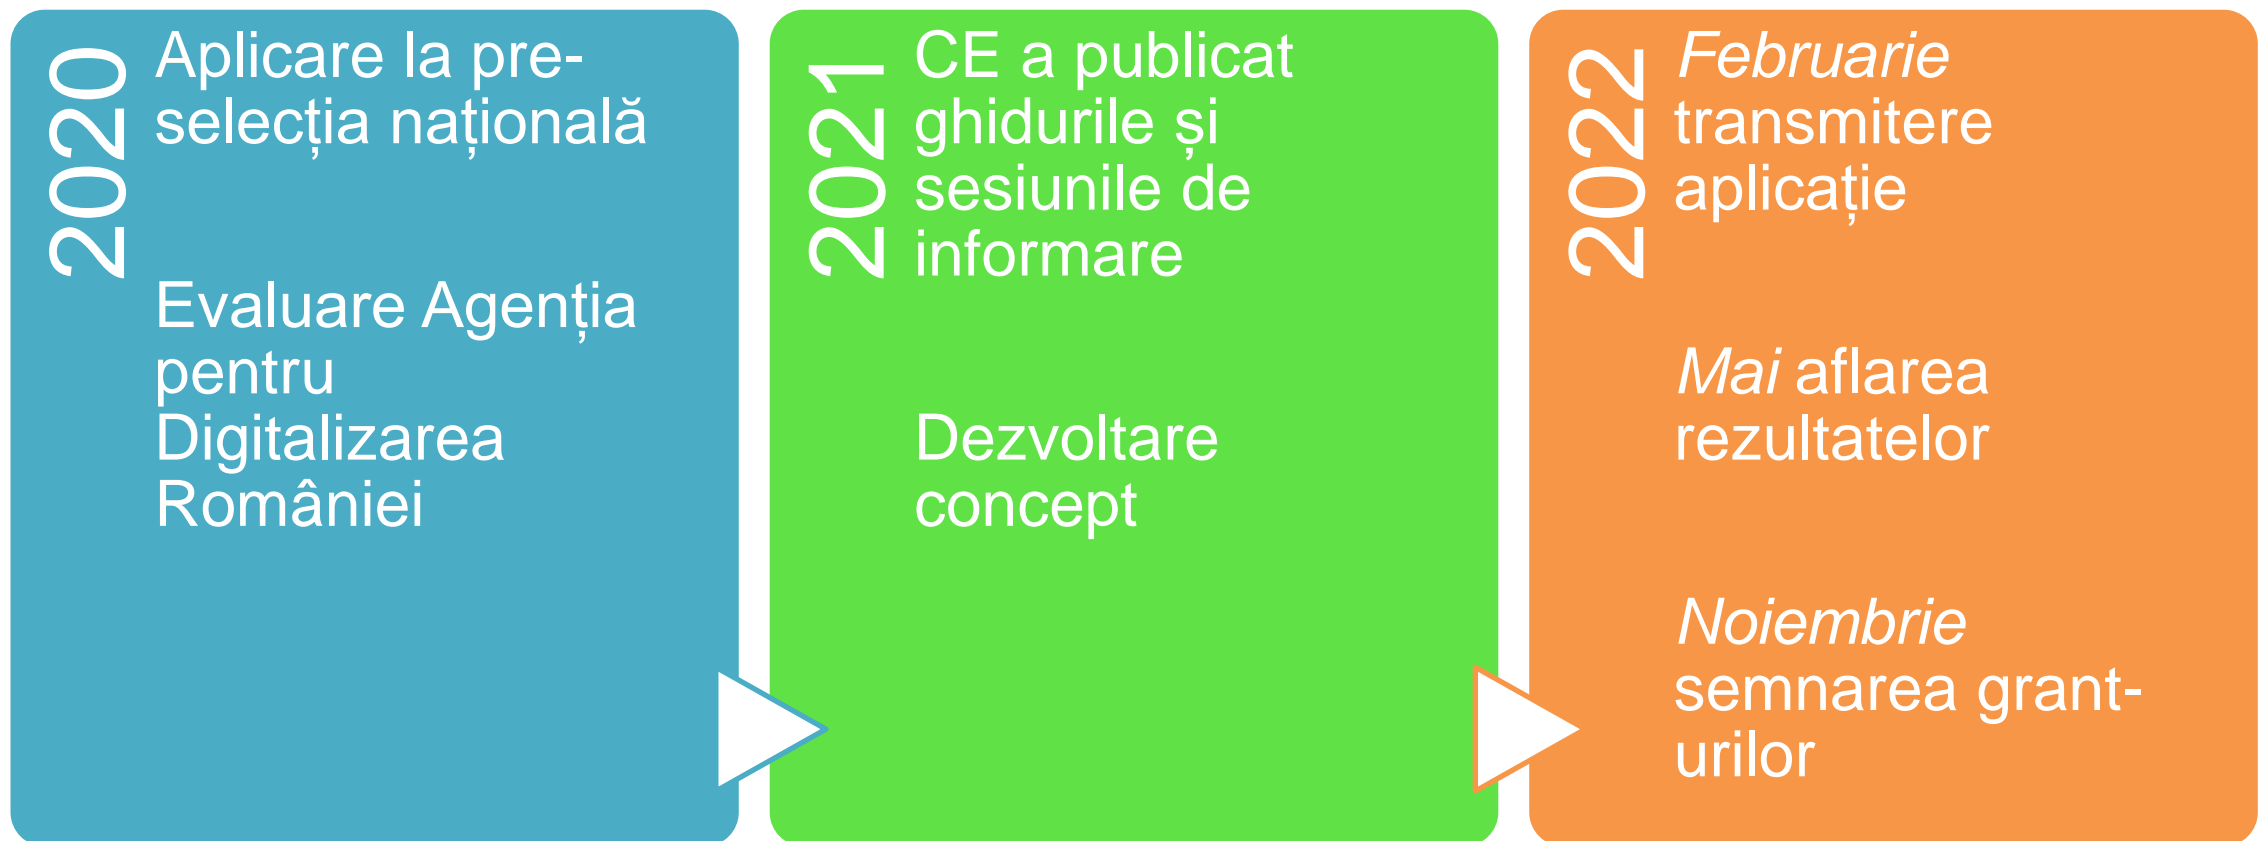 2020
Aplicare la pre-
selecția națională
Evaluare Agenția
pentru
Digitalizarea
României
2021
CE a publicat
ghidurile și
sesiunile de
informare
Dezvoltare
concept
2022
Februarie
transmitere
aplicație
Mai aflarea
rezultatelor
Noiembrie
semnarea grant-
urilor